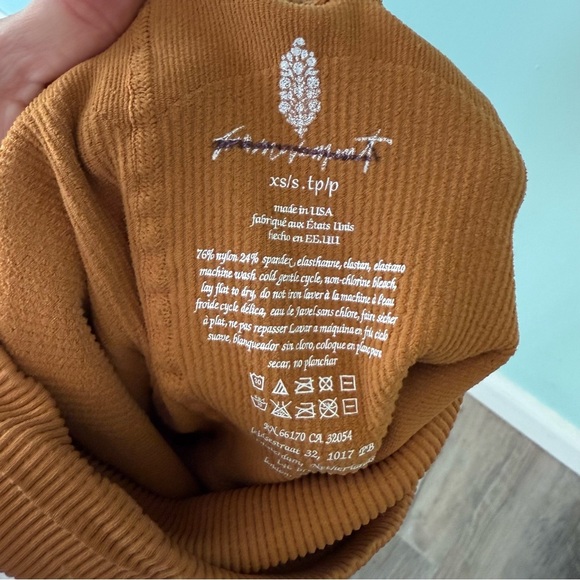 xs/s . tp/p
made in USA
fabriqué aux États Unis
hecho en EE.UU
76% nylon 24% spandex, elasthanne, elastan, elastano
machine wash cold gentle cycle, non-chlorine bleach,
lay flat to dry, do not iron laver à la machine à l'eau
froide cycle délica, eau de Javel sans chlore, faire sécher
à plat, ne pas repasser Lavar a máquina en frío ciclo
suave, blanqueador sin cloro, coloque en plano para
secar, no planchar
RN 66170 CA 32054
32, 1017